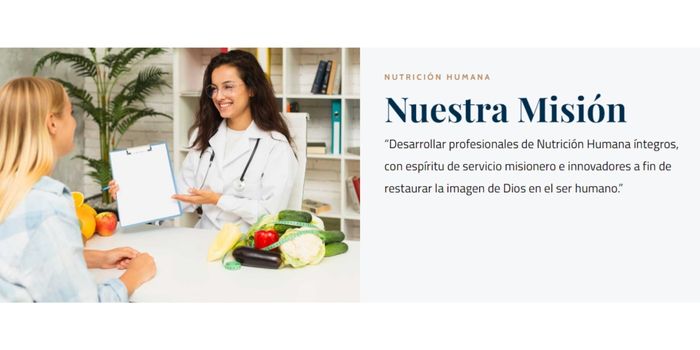 NUTRICIÓN HUMANA
Nuestra Misión
“Desarrollar profesionales de Nutrición Humana íntegros,
con espíritu de servicio misionero e innovadores a fin de
restaurar la imagen de Dios en el ser humano.”